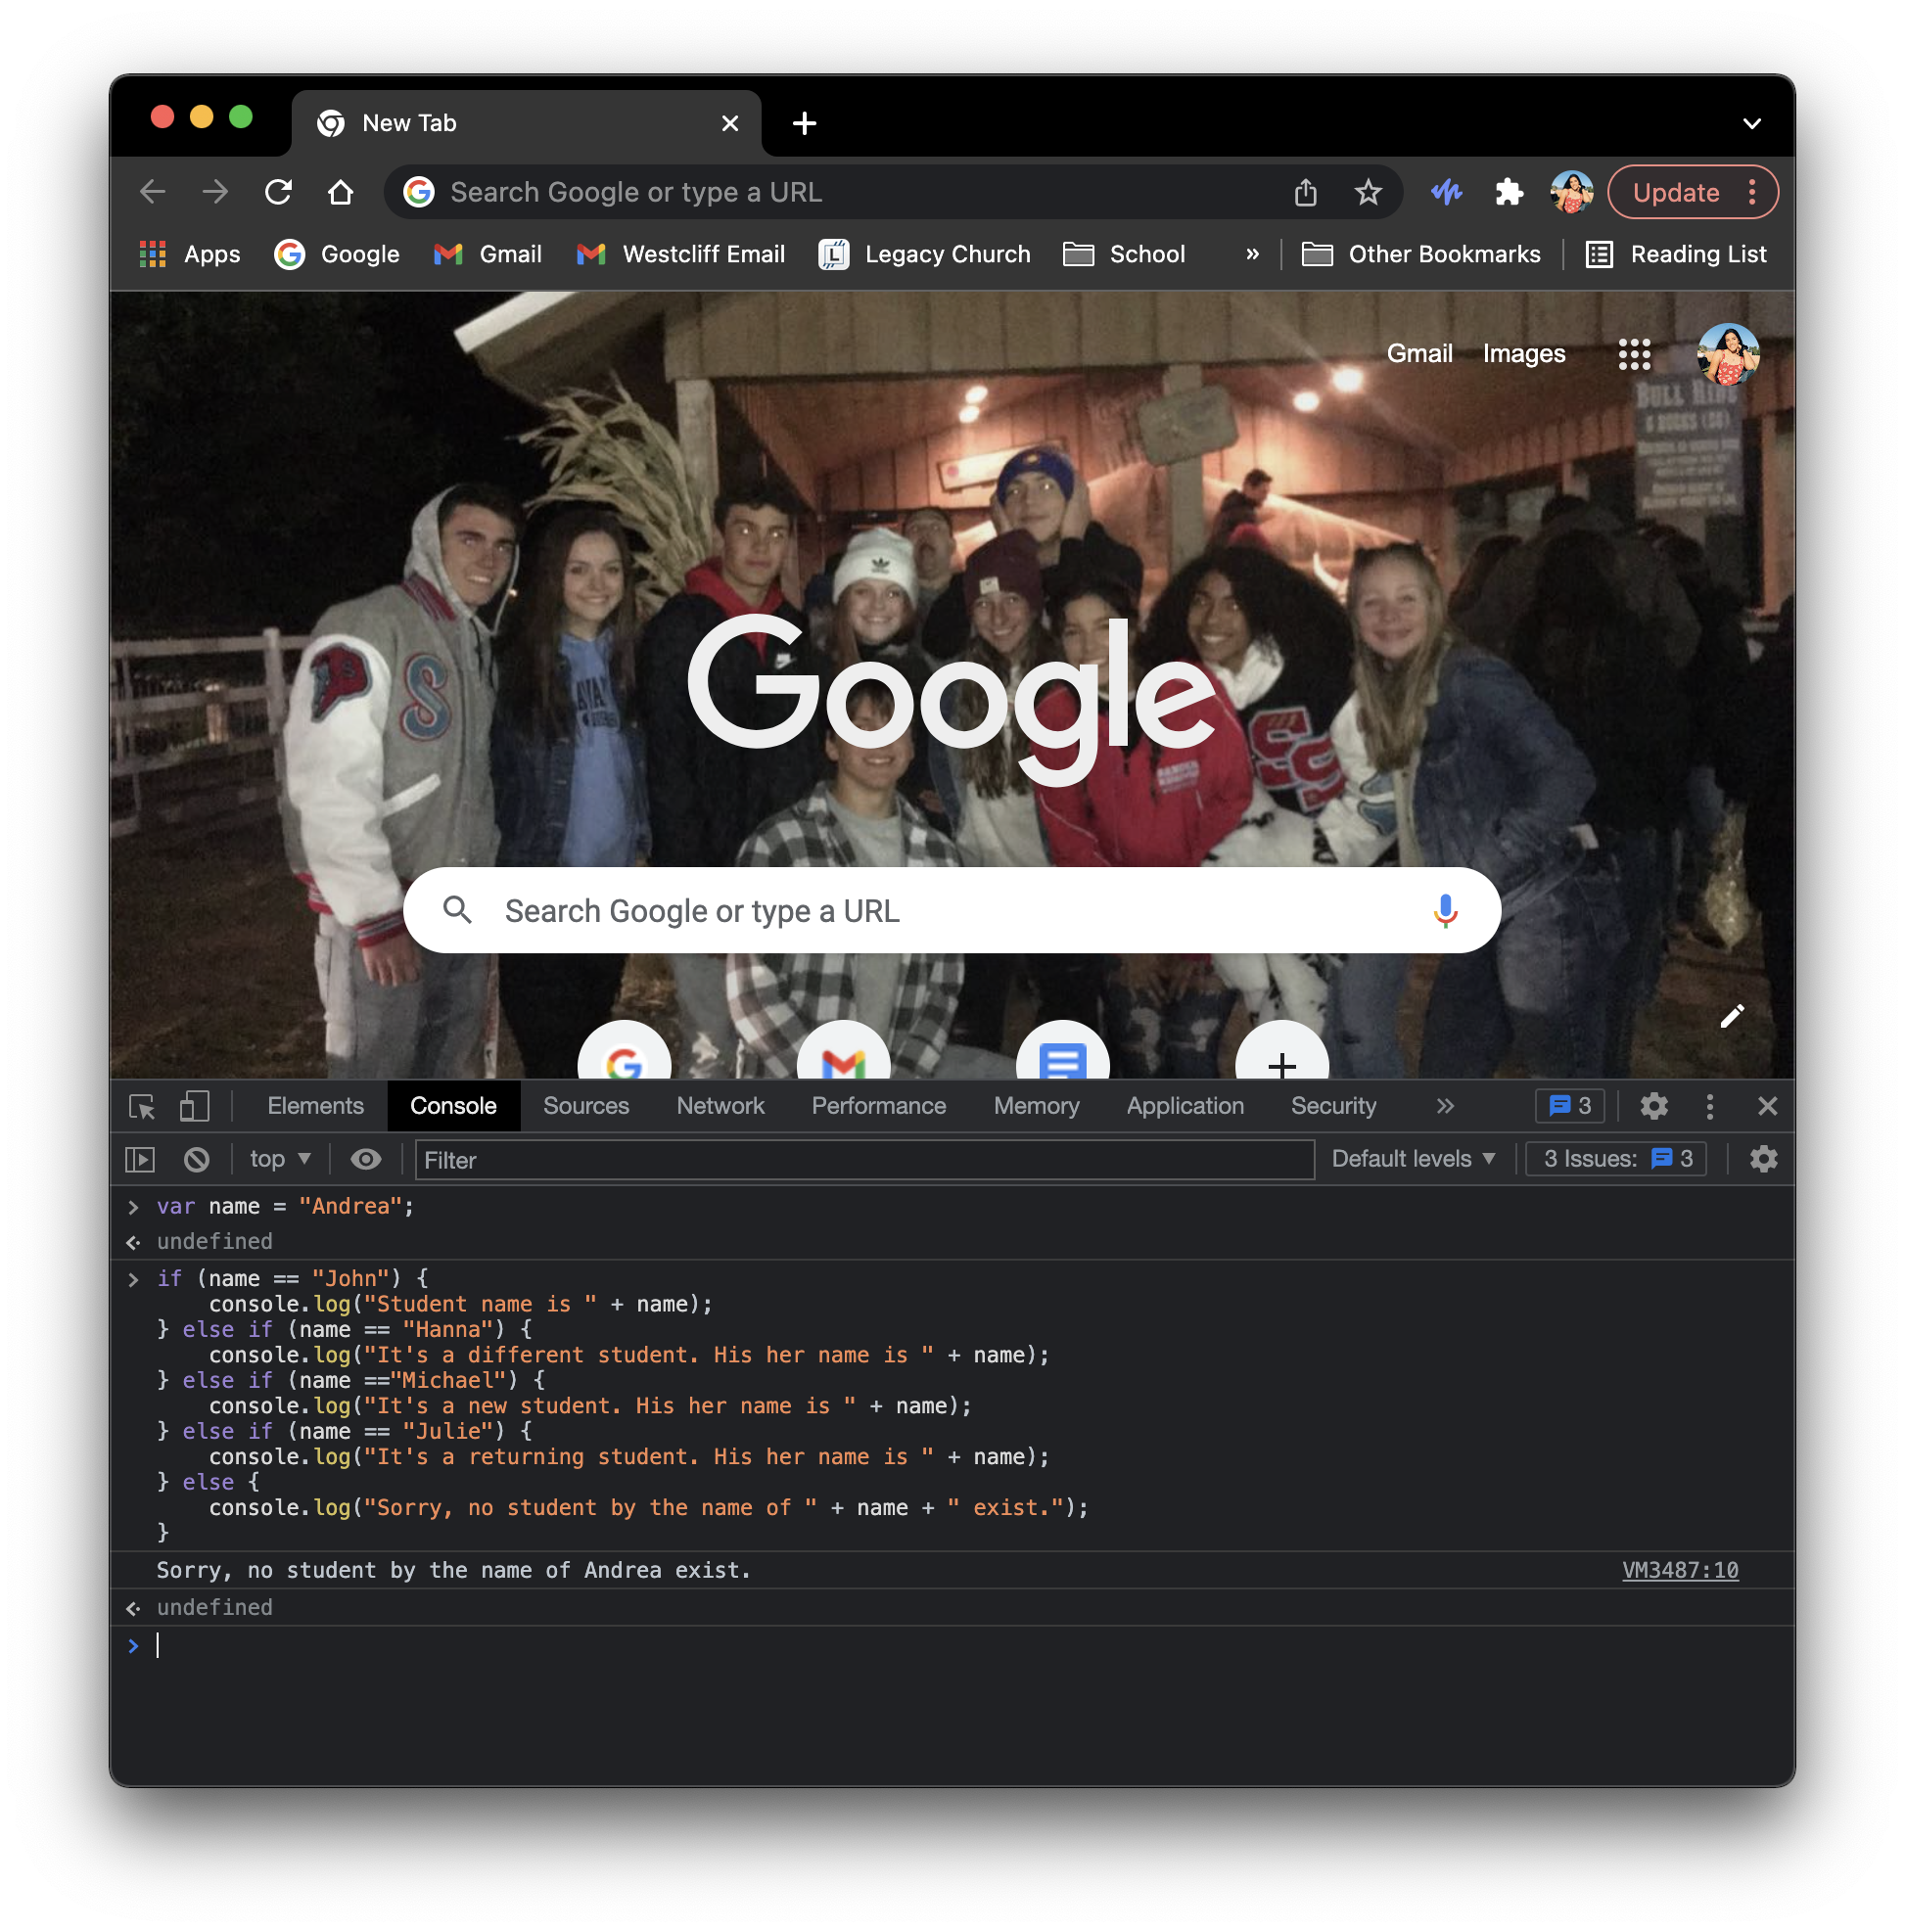 New Tab
Search Google or type a URL
Update
Apps Google Gmail Westcliff Email Legacy Church School » Other Bookmarks Reading List
Gmail Images
BULL RIDE
S
Google
Search Google or type a URL
Elements Console Sources Network Performance Memory Application Security » 3
top Filter Default levels 3 Issues: 3
> var name = "Andrea";
undefined
> if (name == "John") {
console.log("Student name is " + name);
} else if (name == "Hanna") {
console.log("It's a different student. His her name is " + name);
} else if (name =="Michael") {
console.log("It's a new student. His her name is " + name);
} else if (name == "Julie") {
console.log("It's a returning student. His her name is " + name);
} else {
console.log("Sorry, no student by the name of " + name + " exist.");
}
Sorry, no student by the name of Andrea exist. VM3487:10
undefined
>